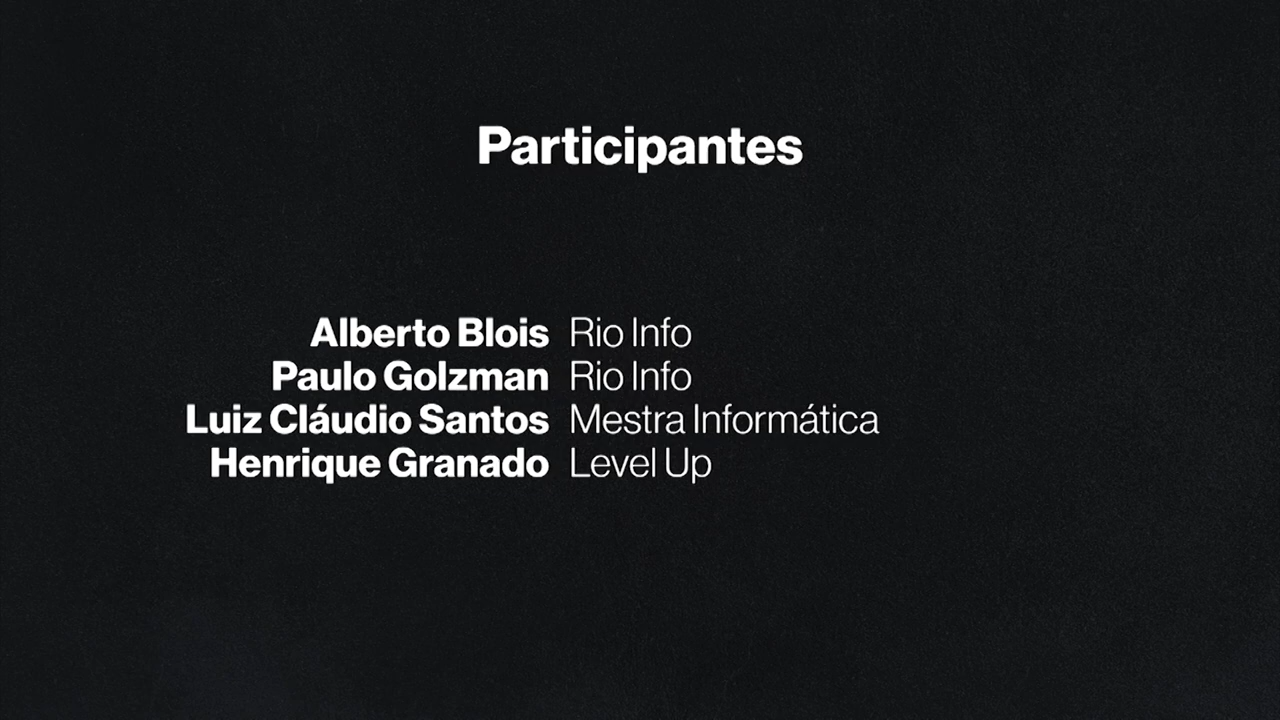 Participantes
Alberto Blois Rio Info
Paulo Golzman Rio Info
Luiz Cláudio Santos Mestra Informática
Henrique Granado Level Up